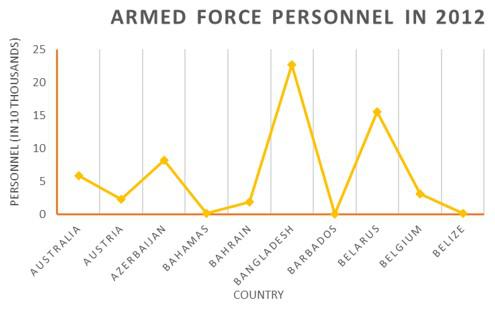 ARMED FORCE PERSONNEL IN 2012
PERSONNEL (IN 10 THOUSANDS)
25
20
15
10
5
0
AUSTRALIA
AUSTRIA
AZERBAIJAN
BAHAMAS
BAHRAIN
BANGLADESH
BARBADOS
BELARUS
BELGIUM
BELIZE
COUNTRY